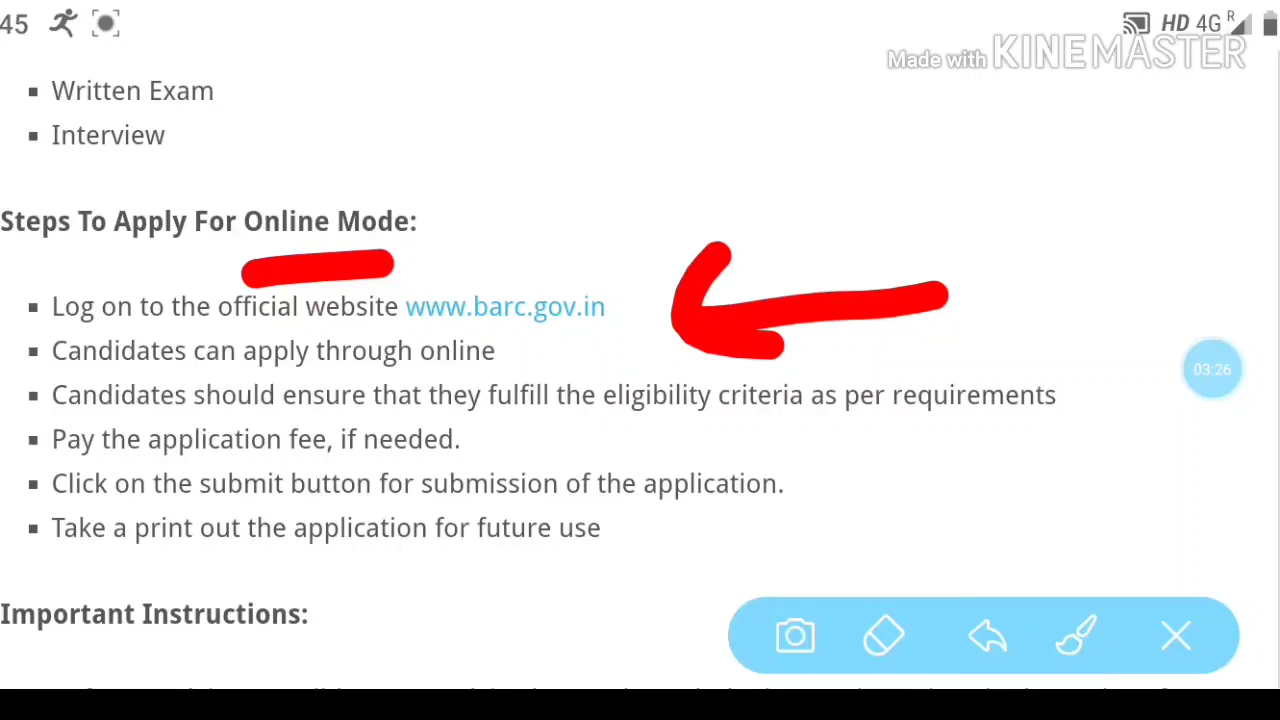 45
HD 4G R
Made with KINEMASTER
Written Exam
Interview
Steps To Apply For Online Mode:
Log on to the official website www.barc.gov.in
Candidates can apply through online
03:26
Candidates should ensure that they fulfill the eligibility criteria as per requirements
Pay the application fee, if needed.
Click on the submit button for submission of the application.
Take a print out the application for future use
Important Instructions: